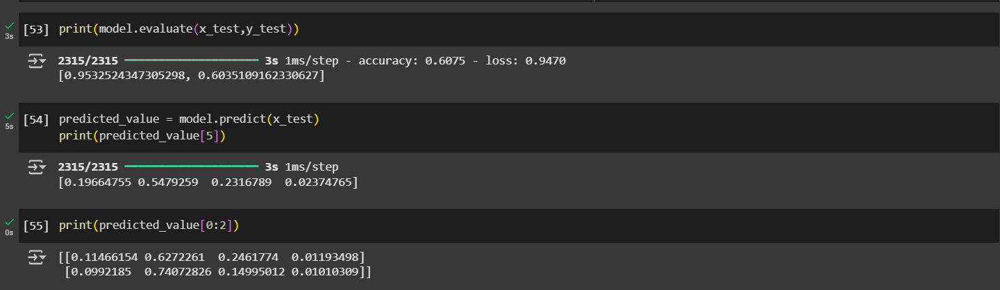 [53] print(model.evaluate(x_test,y_test))
3s
2315/2315 ━━━━━━━━━━━━━━━━━━━━ 3s 1ms/step - accuracy: 0.6075 - loss: 0.9470
[0.9532524347305298, 0.6035109162330627]
[54] predicted_value = model.predict(x_test)
5s
print(predicted_value[5])
2315/2315 ━━━━━━━━━━━━━━━━━━━━ 3s 1ms/step
[0.19664755 0.5479259  0.2316789  0.02374765]
[55] print(predicted_value[0:2])
0s
[[0.11466154 0.6272261  0.2461774  0.01193498]
[0.0992185  0.74072826 0.14995012 0.01010309]]